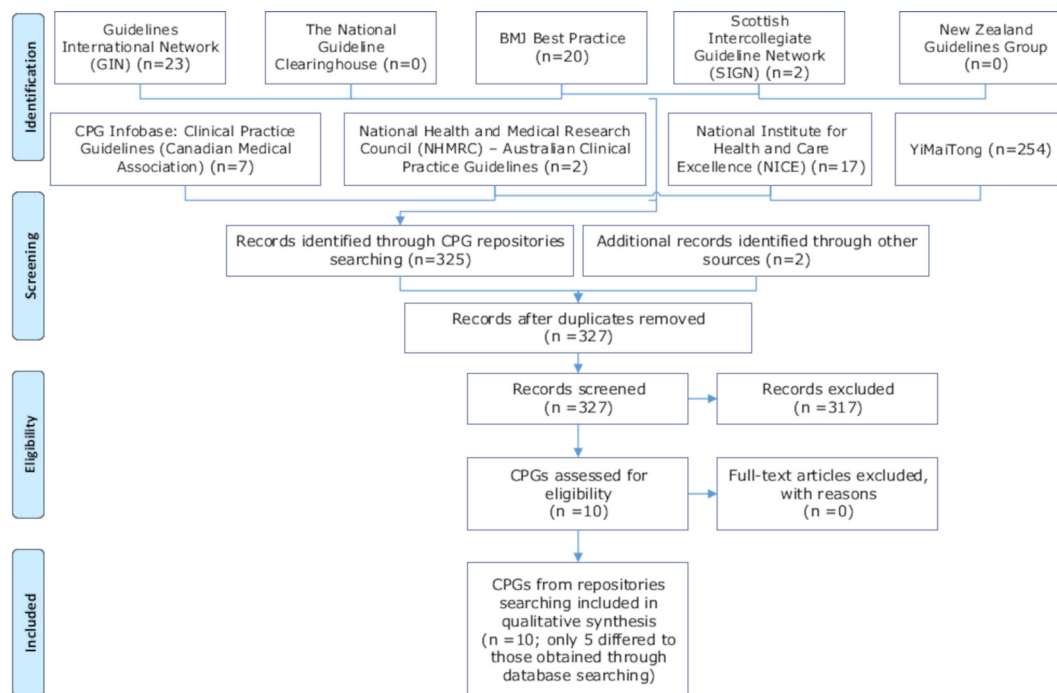 Identification
Guidelines
International Network
(GIN) (n=23)
The National
Guideline
Clearinghouse (n=0)
BMJ Best Practice
(n=20)
Scottish
Intercollegiate
Guideline Network
(SIGN) (n=2)
New Zealand
Guidelines Group
(n=0)
CPG Infobase: Clinical Practice
Guidelines (Canadian Medical
Association) (n=7)
National Health and Medical Research
Council (NHMRC) – Australian Clinical
Practice Guidelines (n=2)
National Institute for
Health and Care
Excellence (NICE) (n=17)
YiMaiTong (n=254)
Screening
Records identified through CPG repositories
searching (n=325)
Additional records identified through other
sources (n=2)
Records after duplicates removed
(n =327)
Eligibility
Records screened
(n =327)
Records excluded
(n =317)
CPGs assessed for
eligibility
(n =10)
Full-text articles excluded,
with reasons
(n =0)
Included
CPGs from repositories
searching included in
qualitative synthesis
(n =10; only 5 differed to
those obtained through
database searching)